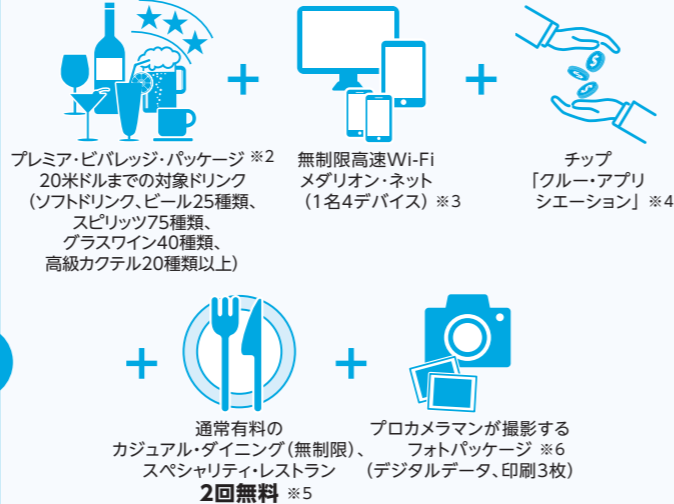 プレミア・ビバレッジ・パッケージ ※2
20米ドルまでの対象ドリンク
（ソフトドリンク、ビール25種類、
スピリッツ75種類、
グラスワイン40種類、
高級カクテル20種類以上）
+
無制限高速Wi-Fi
メダリオン・ネット
（1名4デバイス）※3
+
チップ
「クルー・アプリ
シエーション」※4
+
通常有料の
カジュアル・ダイニング（無制限）、
スペシャリティ・レストラン
2回無料 ※5
+
プロカメラマンが撮影する
フォトパッケージ ※6
（デジタルデータ、印刷3枚）